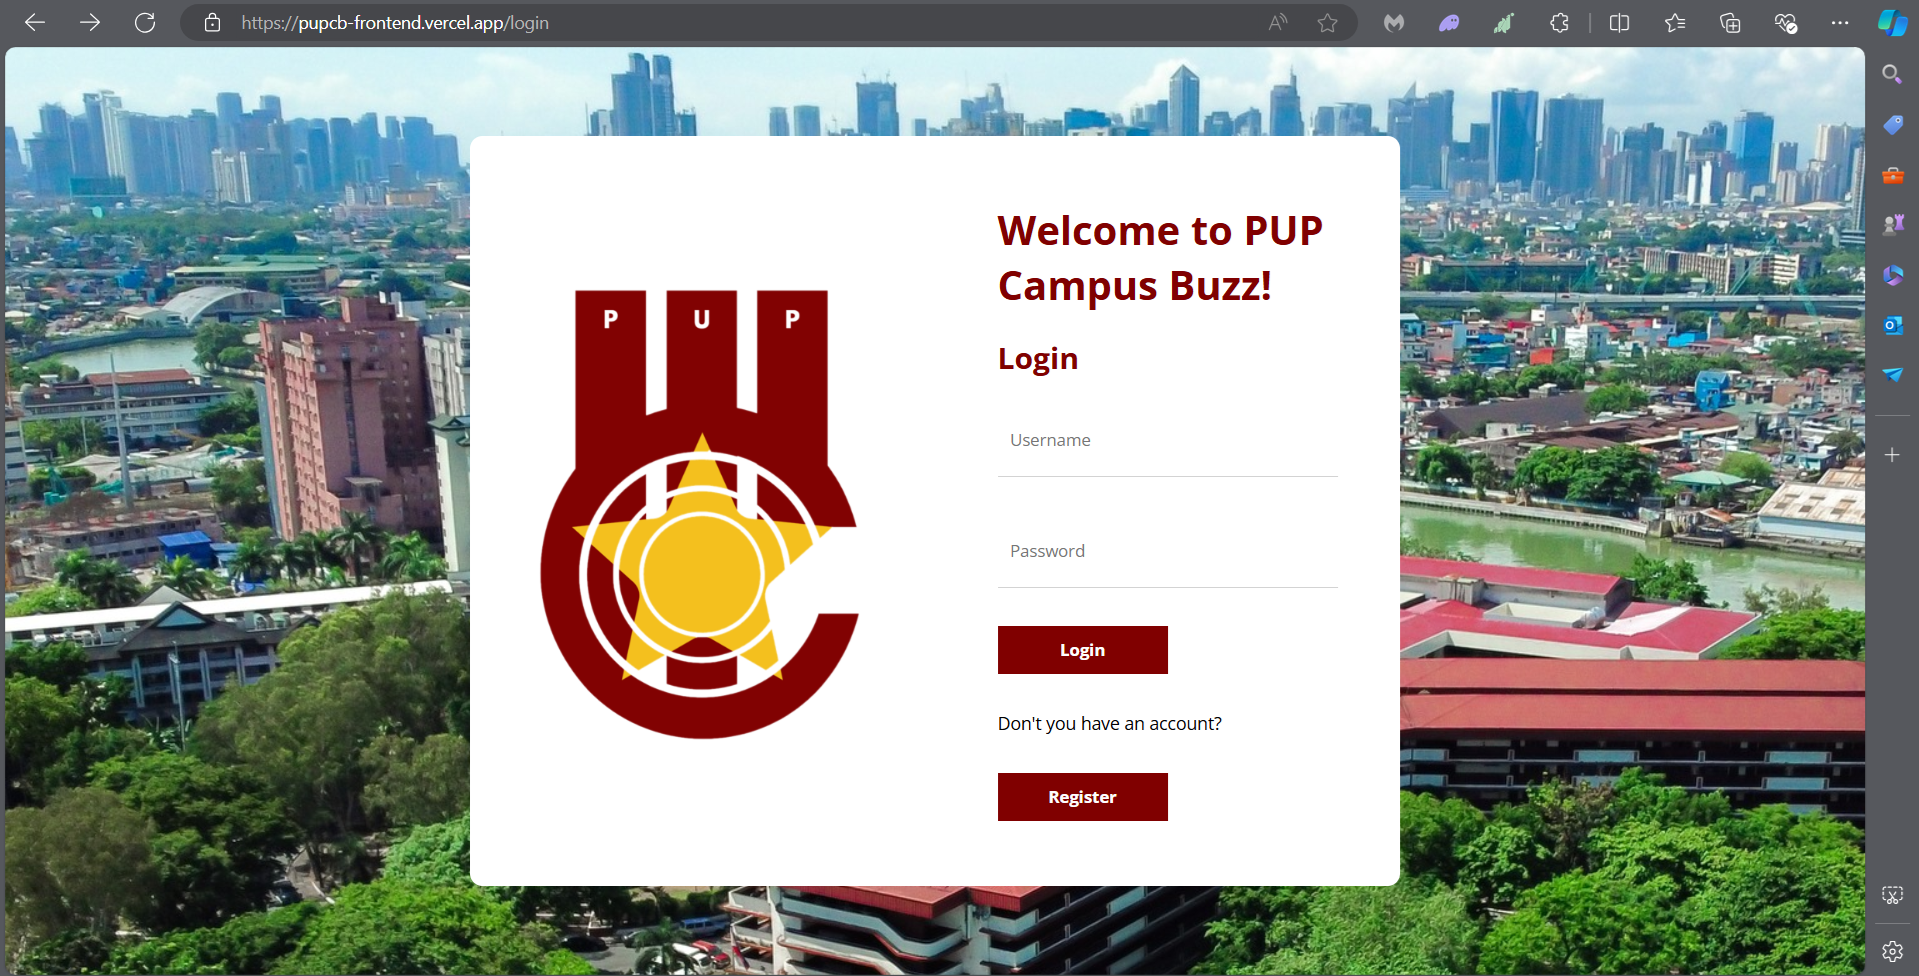 https://pupcb-frontend.vercel.app/login
P U P
Welcome to PUP
Campus Buzz!
Login
Username
Password
Login
Don't you have an account?
Register